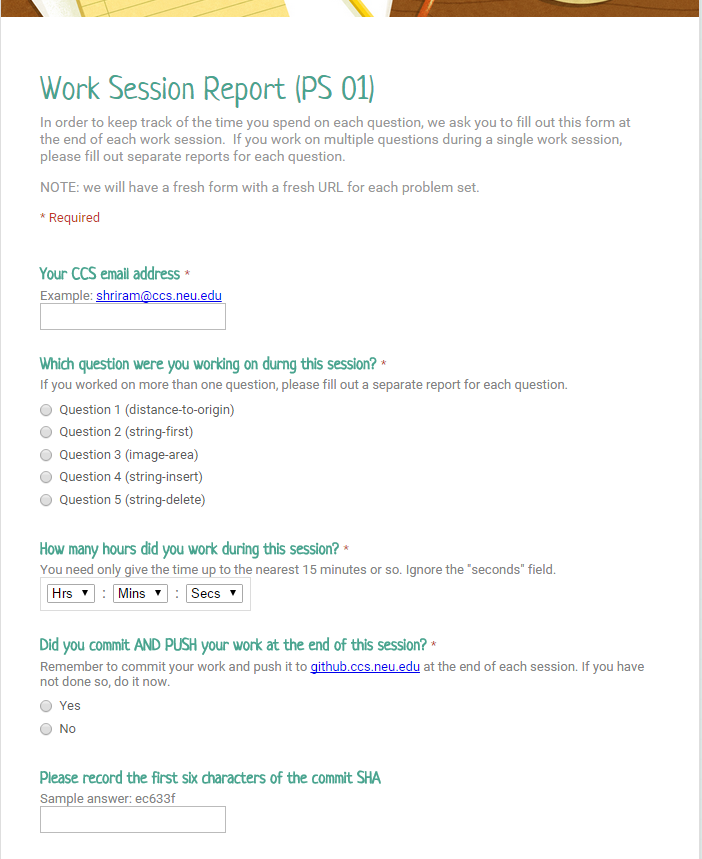 Work Session Report (PS 01)
In order to keep track of the time you spend on each question, we ask you to fill out this form at
the end of each work session.  If you work on multiple questions during a single work session,
please fill out separate reports for each question.
NOTE: we will have a fresh form with a fresh URL for each problem set.
* Required
Your CCS email address *
Example: shriram@ccs.neu.edu
Which question were you working on durng this session? *
If you worked on more than one question, please fill out a separate report for each question.
Question 1 (distance-to-origin)
Question 2 (string-first)
Question 3 (image-area)
Question 4 (string-insert)
Question 5 (string-delete)
How many hours did you work during this session? *
You need only give the time up to the nearest 15 minutes or so. Ignore the "seconds" field.
Hrs : Mins : Secs
Did you commit AND PUSH your work at the end of this session? *
Remember to commit your work and push it to github.ccs.neu.edu at the end of each session. If you have
not done so, do it now.
Yes
No
Please record the first six characters of the commit SHA
Sample answer: ec633f